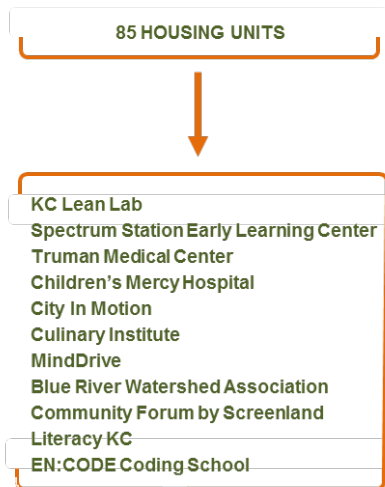 85 HOUSING UNITS
KC Lean Lab
Spectrum Station Early Learning Center
Truman Medical Center
Children's Mercy Hospital
City In Motion
Culinary Institute
MindDrive
Blue River Watershed Association
Community Forum by Screenland
Literacy KC
EN:CODE Coding School